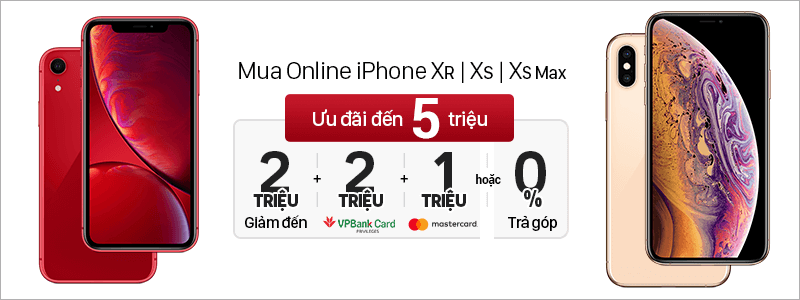 Mua Online iPhone XR | XS | XS Max
Ưu đãi đến 5 triệu
2 TRIỆU + 2 TRIỆU + 1 TRIỆU hoặc 0%
Giảm đến VPBank Card PRIVILEGES mastercard. Trả góp